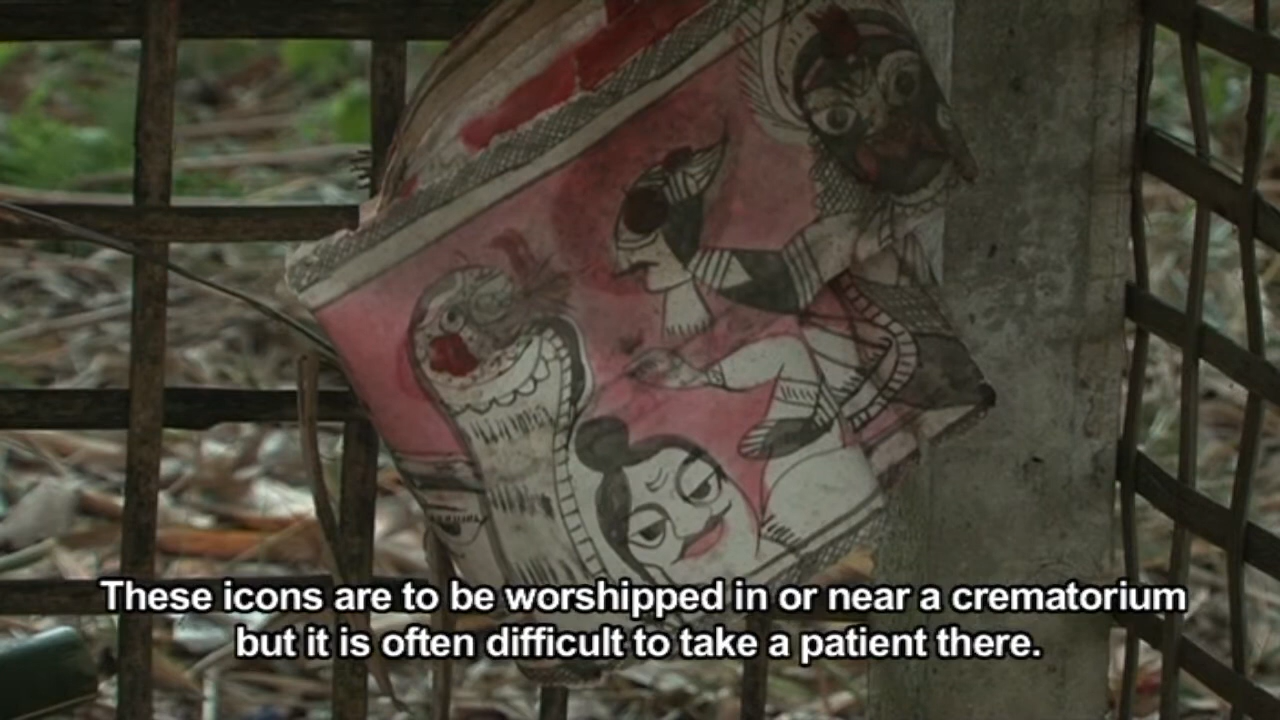 These icons are to be worshipped in or near a crematorium
but it is often difficult to take a patient there.